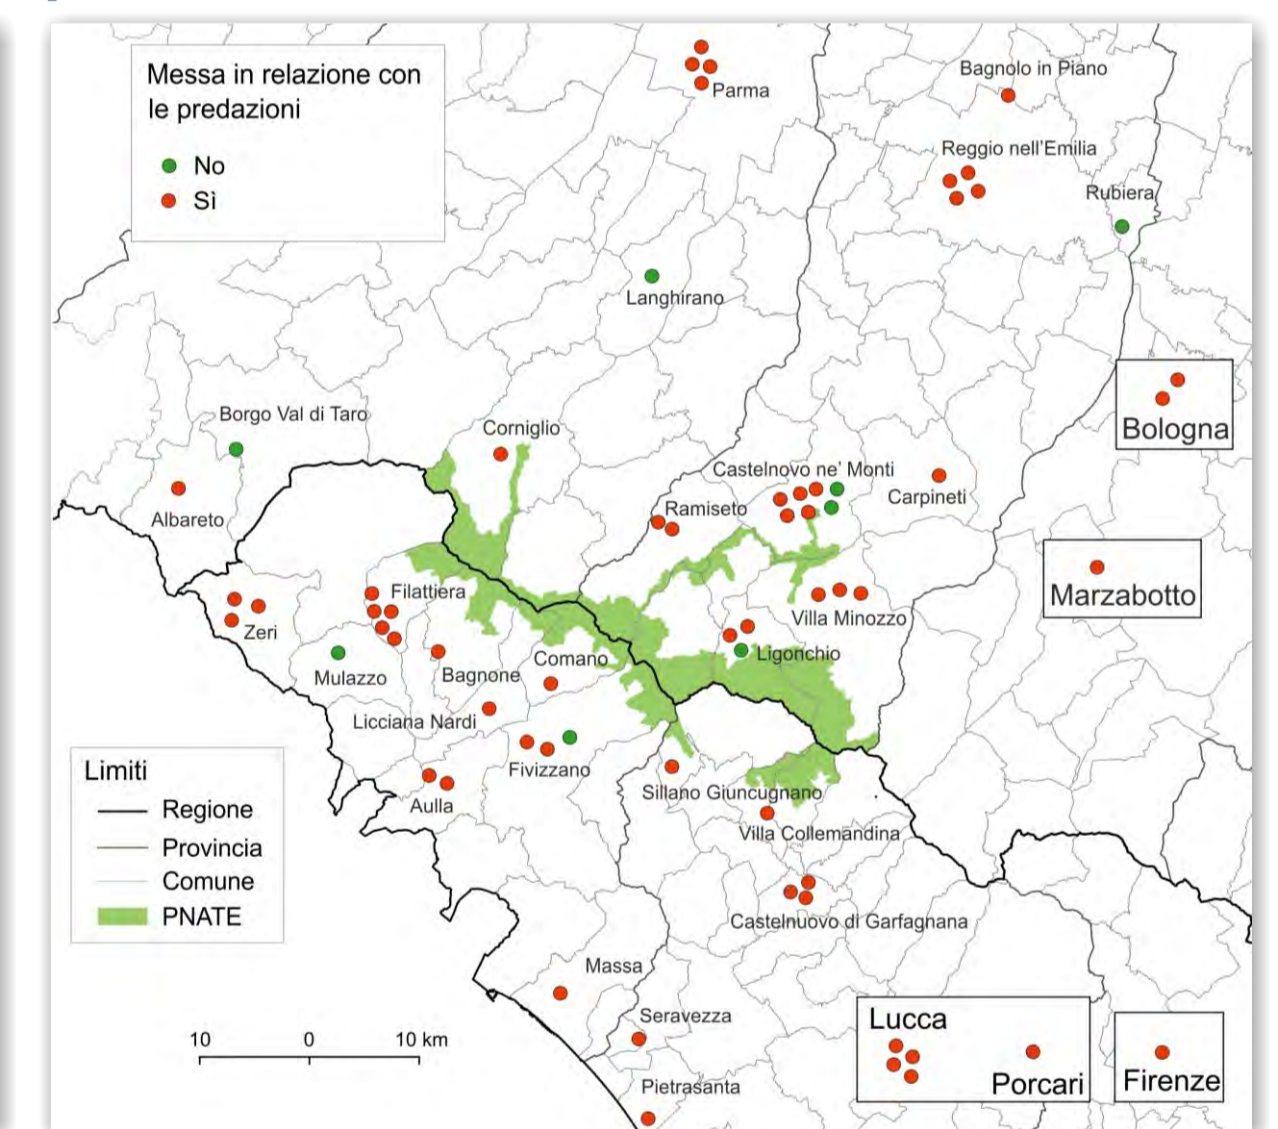 Messa in relazione con
le predazioni
No
Sì
Parma
Bagnolo in Piano
Reggio nell'Emilia
Rubiera
Langhirano
Bologna
Borgo Val di Taro
Corniglio
Castelnovo ne' Monti
Carpineti
Ramiseto
Albareto
Marzabotto
Filattiera
Villa Minozzo
Zeri
Ligonchio
Comano
Mulazzo
Bagnone
Licciana Nardi
Fivizzano
Aulla
Sillano Giuncugnano
Villa Collemandina
Castelnuovo di Garfagnana
Limiti
Regione
Provincia
Comune
PNATE
Massa
Seravezza
Pietrasanta
10 0 10 km
Lucca
Porcari
Firenze